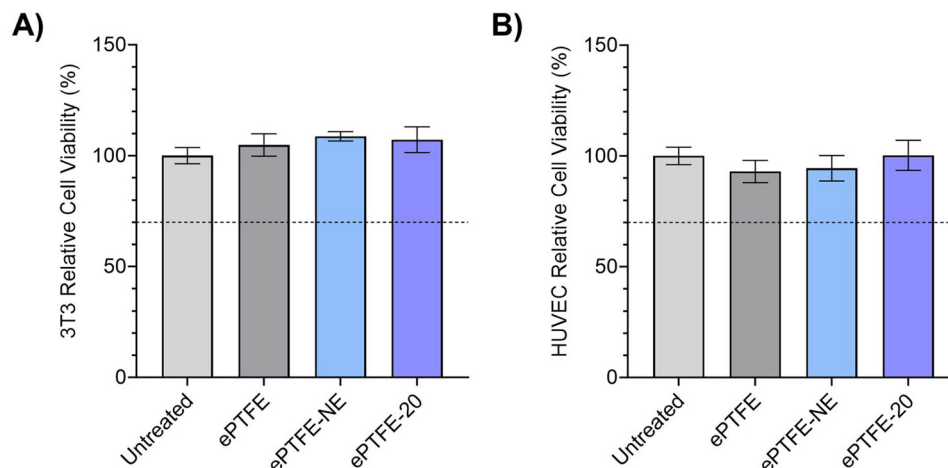 A)
3T3 Relative Cell Viability (%)
150
100
50
0
Untreated
ePTFE
ePTFE-NE
ePTFE-20
B)
HUVEC Relative Cell Viability (%)
150
100
50
0
Untreated
ePTFE
ePTFE-NE
ePTFE-20